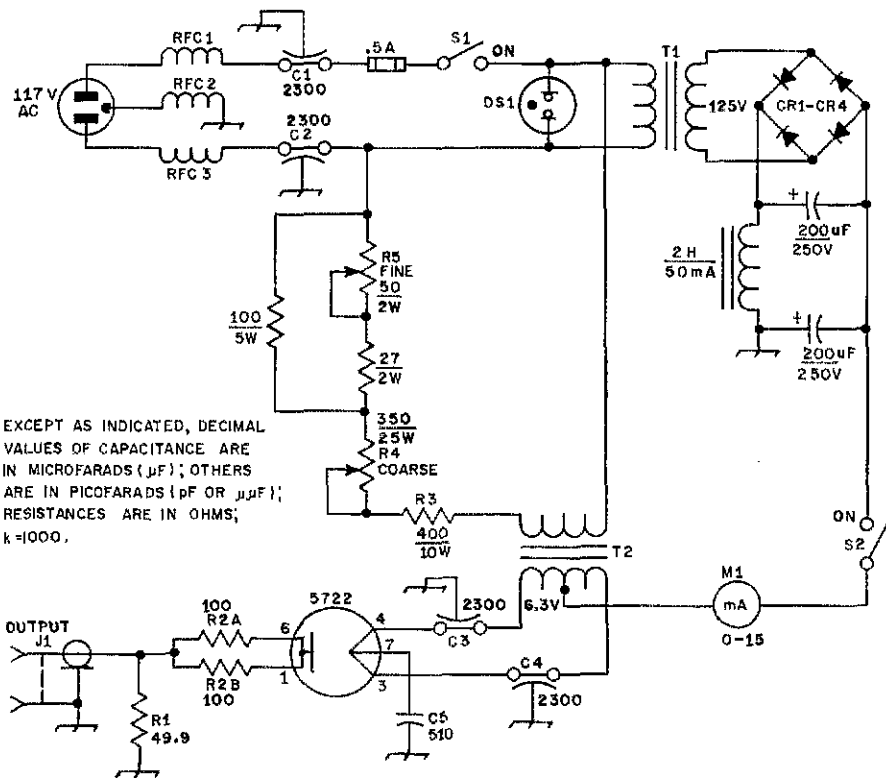 RFC 1
C1
2300
.5A
S1
ON
T1
117 V
AC
RFC 2
DS1
125V
CR1-CR4
2300
C2
RFC 3
+
200uF
250V
2 H
50mA
+
200uF
250V
R5
FINE
50
2W
100
5W
27
2W
350
25W
R4
COARSE
EXCEPT AS INDICATED, DECIMAL
VALUES OF CAPACITANCE ARE
IN MICROFARADS (µF); OTHERS
ARE IN PICOFARADS (pF OR µµF);
RESISTANCES ARE IN OHMS;
k=1000.
R3
400
10W
T2
6.3V
ON
S2
M1
mA
0-15
5722
2300
C3
C4
2300
4
7
3
6
1
100
R2A
R2B
100
OUTPUT
J1
R1
49.9
C5
510